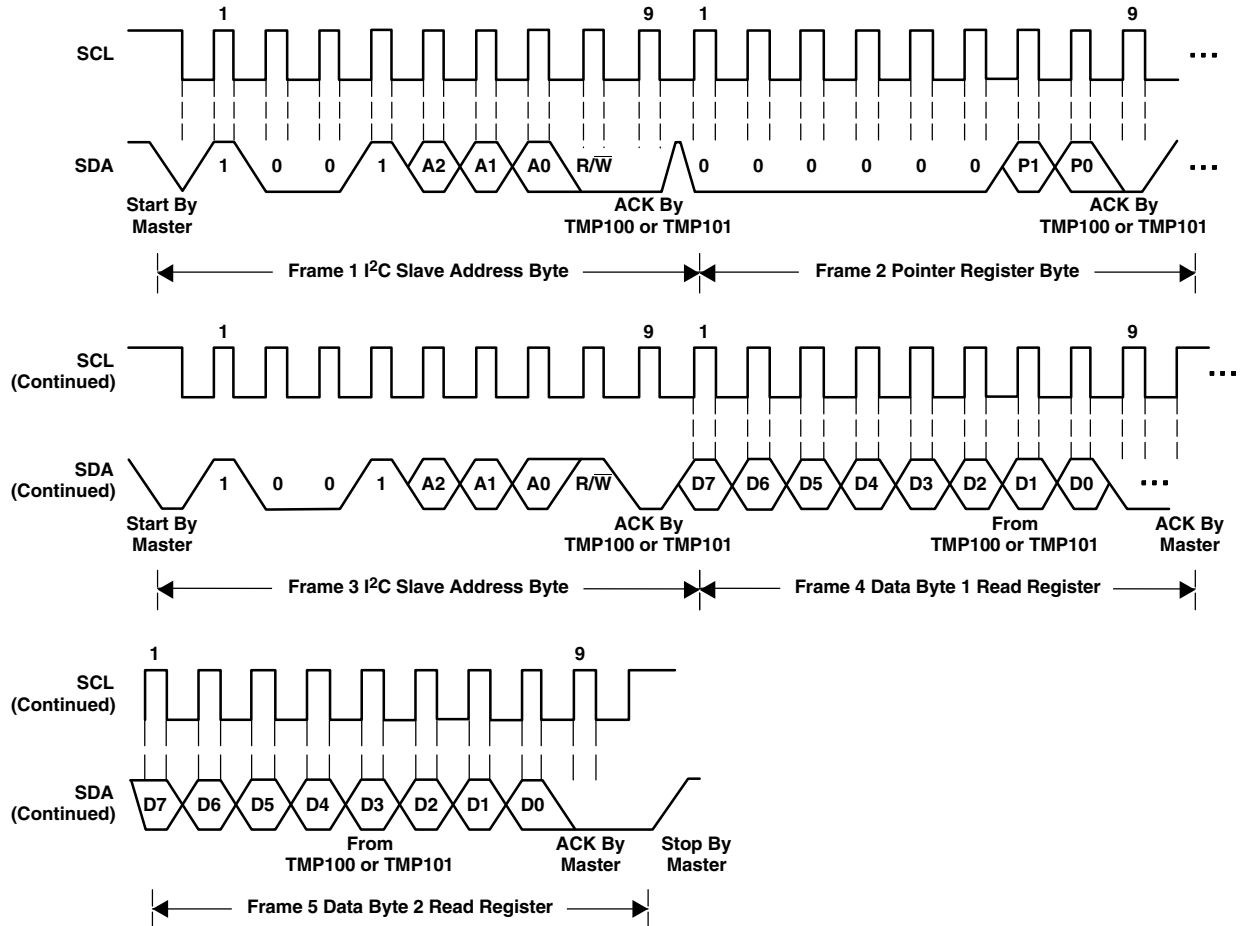 1 9 1 9
SCL ...
SDA 1 0 0 1 A2 A1 A0 R/W̅ 0 0 0 0 0 0 P1 P0 ...
Start By Master
ACK By TMP100 or TMP101
ACK By TMP100 or TMP101
Frame 1 I²C Slave Address Byte
Frame 2 Pointer Register Byte
1 9 1 9
SCL (Continued) ...
SDA (Continued) 1 0 0 1 A2 A1 A0 R/W̅ D7 D6 D5 D4 D3 D2 D1 D0 ...
Start By Master
ACK By TMP100 or TMP101
From TMP100 or TMP101
ACK By Master
Frame 3 I²C Slave Address Byte
Frame 4 Data Byte 1 Read Register
1 9
SCL (Continued)
SDA (Continued) D7 D6 D5 D4 D3 D2 D1 D0
From TMP100 or TMP101
ACK By Master
Stop By Master
Frame 5 Data Byte 2 Read Register